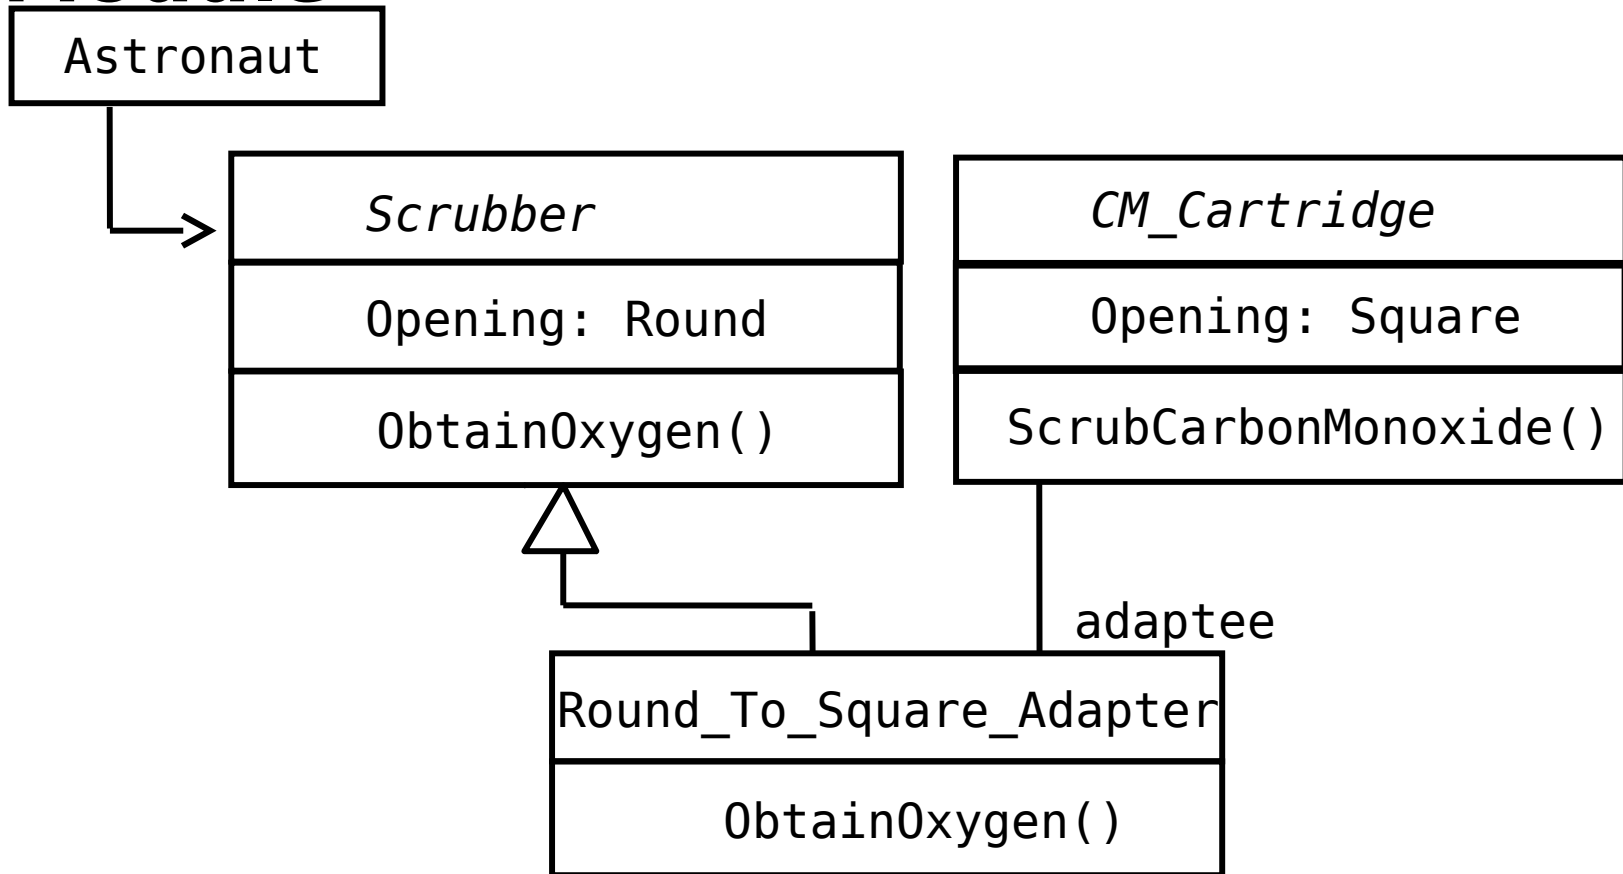 Astronaut
Scrubber
Opening: Round
ObtainOxygen()
CM_Cartridge
Opening: Square
ScrubCarbonMonoxide()
adaptee
Round_To_Square_Adapter
ObtainOxygen()